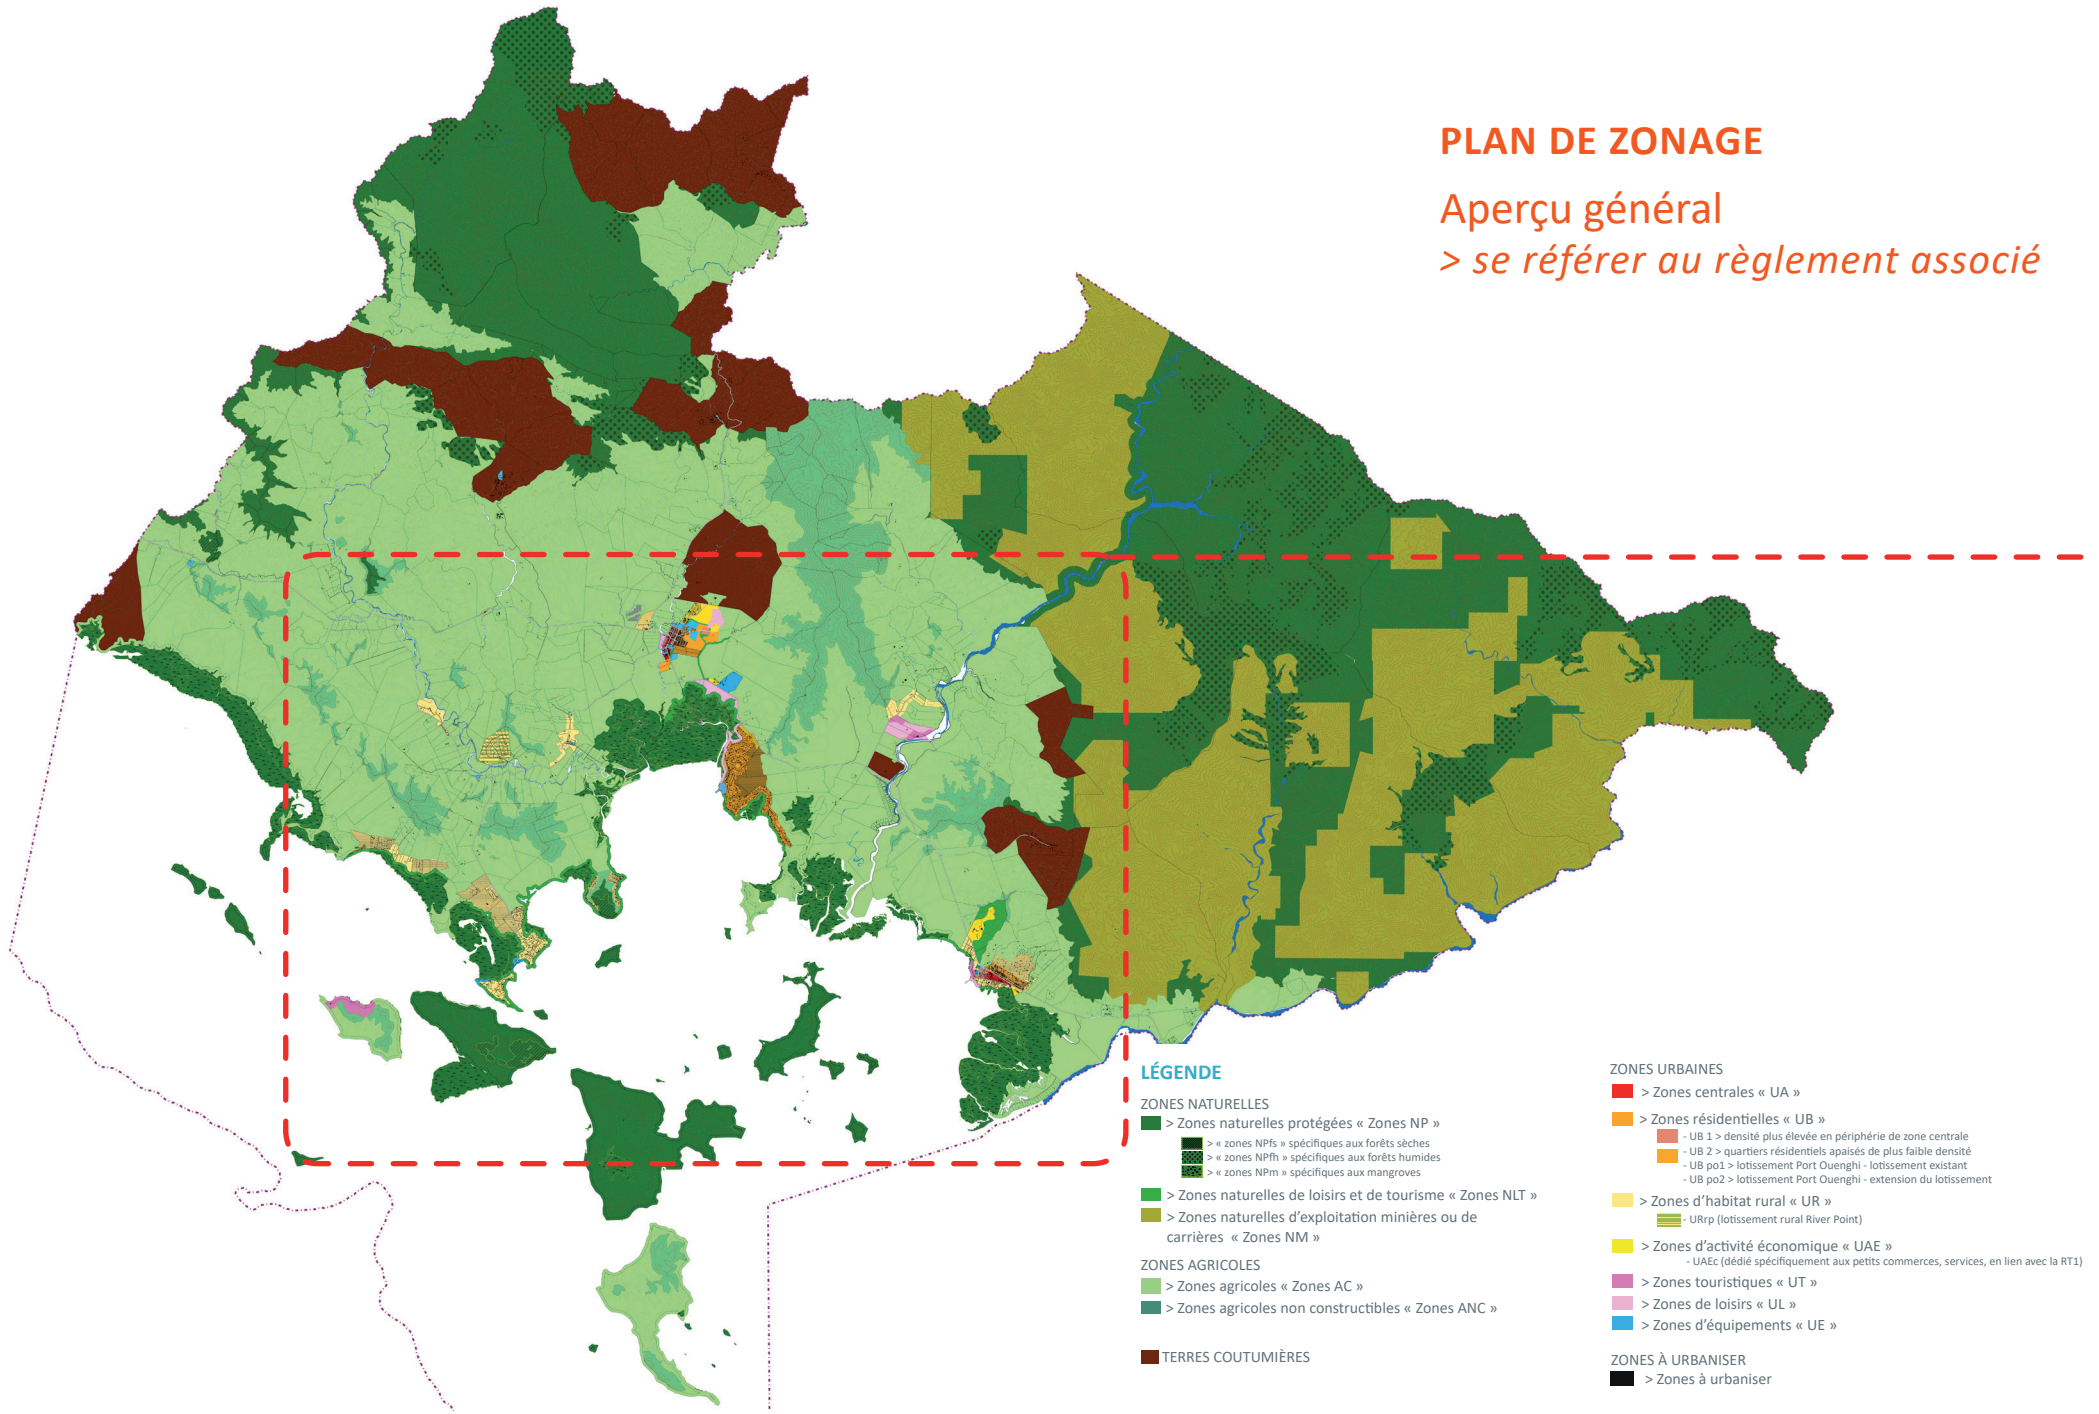 PLAN DE ZONAGE
Aperçu général
> se référer au règlement associé
LÉGENDE
ZONES NATURELLES
> Zones naturelles protégées « Zones NP »
> « zones NPfs » spécifiques aux forêts sèches
> « zones NPfh » spécifiques aux forêts humides
> « zones NPm » spécifiques aux mangroves
> Zones naturelles de loisirs et de tourisme « Zones NLT »
> Zones naturelles d'exploitation minières ou de
carrières « Zones NM »
ZONES AGRICOLES
> Zones agricoles « Zones AC »
> Zones agricoles non constructibles « Zones ANC »
TERRES COUTUMIÈRES
ZONES URBAINES
> Zones centrales « UA »
> Zones résidentielles « UB »
- UB 1 > densité plus élevée en périphérie de zone centrale
- UB 2 > quartiers résidentiels apaisés de plus faible densité
- UB po1 > lotissement Port Ouenghi - lotissement existant
- UB po2 > lotissement Port Ouenghi - extension du lotissement
> Zones d'habitat rural « UR »
- URrp (lotissement rural River Point)
> Zones d'activité économique « UAE »
- UAEc (dédié spécifiquement aux petits commerces, services, en lien avec la RT1)
> Zones touristiques « UT »
> Zones de loisirs « UL »
> Zones d'équipements « UE »
ZONES À URBANISER
> Zones à urbaniser